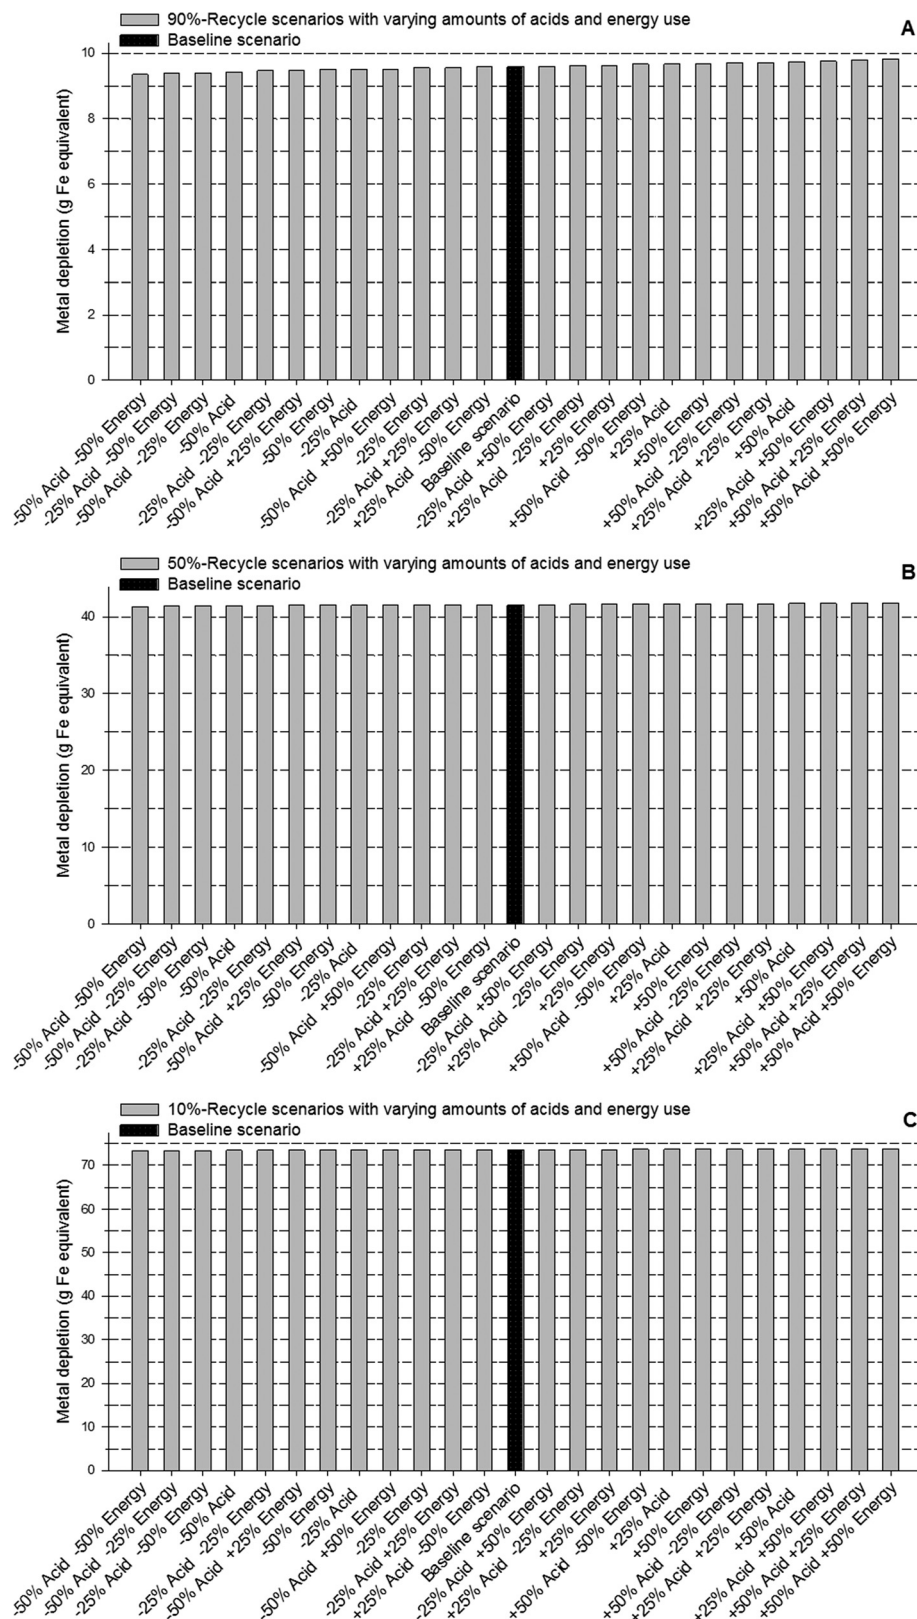 90%-Recycle scenarios with varying amounts of acids and energy use
Baseline scenario
A
Metal depletion (g Fe equivalent)
10
8
6
4
2
0
-50% Acid -50% Energy
-25% Acid -50% Energy
-50% Acid -25% Energy
-50% Acid
-25% Acid -25% Energy
-50% Acid +25% Energy
-50% Energy
-25% Acid
-50% Acid +50% Energy
-25% Energy
-25% Acid +25% Energy
+25% Acid -50% Energy
Baseline scenario
-25% Acid +50% Energy
+25% Acid -25% Energy
+25% Energy
+50% Acid -50% Energy
+25% Acid
+50% Energy
+50% Acid -25% Energy
+25% Acid +25% Energy
+50% Acid
+25% Acid +50% Energy
+50% Acid +25% Energy
+50% Acid +50% Energy
50%-Recycle scenarios with varying amounts of acids and energy use
Baseline scenario
B
Metal depletion (g Fe equivalent)
40
30
20
10
0
-50% Acid -50% Energy
-50% Acid -25% Energy
-25% Acid -50% Energy
-50% Acid
-25% Acid -25% Energy
-50% Acid +25% Energy
-50% Energy
-25% Acid
-50% Acid +50% Energy
-25% Energy
-25% Acid +25% Energy
+25% Acid -50% Energy
Baseline scenario
-25% Acid +50% Energy
+25% Acid -25% Energy
+25% Energy
+50% Acid -50% Energy
+25% Acid
+50% Energy
+50% Acid -25% Energy
+25% Acid +25% Energy
+50% Acid
+25% Acid +50% Energy
+50% Acid +25% Energy
+50% Acid +50% Energy
10%-Recycle scenarios with varying amounts of acids and energy use
Baseline scenario
C
Metal depletion (g Fe equivalent)
70
60
50
40
30
20
10
0
-50% Acid -50% Energy
-50% Acid -25% Energy
-25% Acid -50% Energy
-50% Acid
-25% Acid -25% Energy
-50% Acid +25% Energy
-50% Energy
-25% Acid
-50% Acid +50% Energy
-25% Energy
-25% Acid +25% Energy
+25% Acid -50% Energy
Baseline scenario
-25% Acid +50% Energy
+25% Acid -25% Energy
+25% Energy
+50% Acid -50% Energy
+25% Acid
+50% Energy
+50% Acid -25% Energy
+25% Acid +25% Energy
+50% Acid
+25% Acid +50% Energy
+50% Acid +25% Energy
+50% Acid +50% Energy